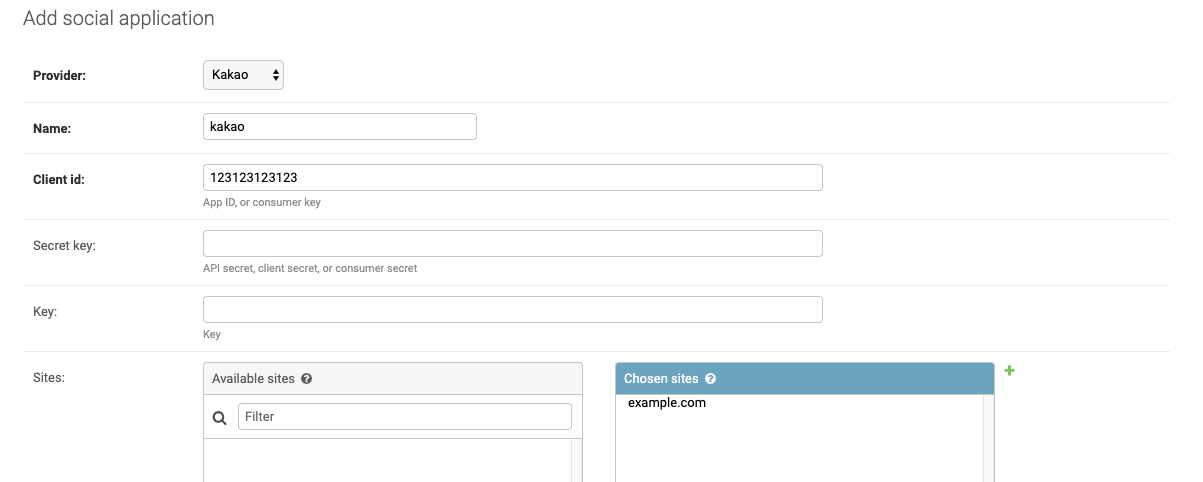 Add social application
Provider: Kakao
Name: kakao
Client id: 123123123123
App ID, or consumer key
Secret key:
API secret, client secret, or consumer secret
Key:
Key
Sites: Available sites ? Chosen sites ?
Filter example.com